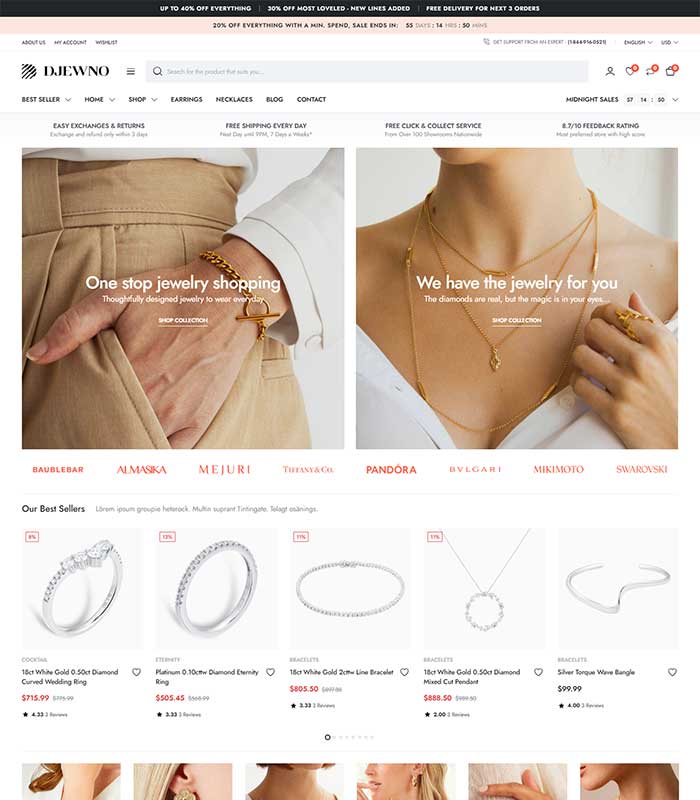 UP TO 40% OFF EVERYTHING | 30% OFF MOST LOVELED - NEW LINES ADDED | FREE DELIVERY FOR NEXT 3 ORDERS
20% OFF EVERYTHING WITH A MIN. SPEND, SALE ENDS IN: 55 DAYS : 14 HRS : 50 MINS
ABOUT US MY ACCOUNT WISHLIST
GET SUPPORT FROM AN EXPERT - (1-844-916-0521) ENGLISH USD
DJEWNO
Search for the product that suits you...
0 0 0
BEST SELLER HOME SHOP EARRINGS NECKLACES BLOG CONTACT
MIDNIGHT SALES 57 14 : 50
EASY EXCHANGES & RETURNS
Exchange and refund only within 3 days
FREE SHIPPING EVERY DAY
Next Day until 9PM, 7 Days a Weeks*
FREE CLICK & COLLECT SERVICE
From Over 100 Showrooms Nationwide
8.7/10 FEEDBACK RATING
Most preferred store with high score
One stop jewelry shopping
Thoughtfully designed jewelry to wear everyday
SHOP COLLECTION
We have the jewelry for you
The diamonds are real, but the magic is in your eyes...
SHOP COLLECTION
BAUBLEBAR ALMASIKA MEJURI TIFFANY & CO. PANDÓRA BVLGARI MIKIMOTO SWAROVSKI
Our Best Sellers
Lörem ipsum groupie heterock. Multin suprant Tintingate. Telagt osänings.
8%
COCKTAIL
18ct White Gold 0.50ct Diamond
Curved Wedding Ring
$715.99 $775.99
4.33 3 Reviews
13%
ETERNITY
Platinum 0.10cttw Diamond Eternity
Ring
$505.45 $568.99
3.33 3 Reviews
11%
BRACELETS
18ct White Gold 2cttw Line Bracelet
$805.50 $897.86
3.33 3 Reviews
11%
BRACELETS
18ct White Gold 0.50ct Diamond
Mixed Cut Pendant
$888.50 $989.50
2.00 3 Reviews
BRACELETS
Silver Torque Wave Bangle
$99.99
4.00 3 Reviews